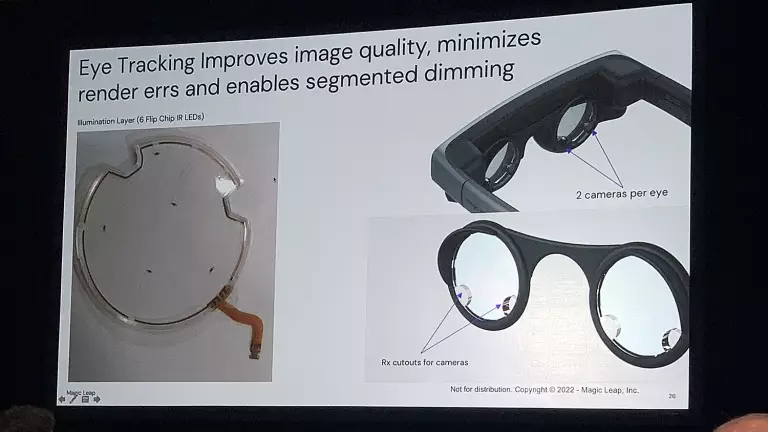 Eye Tracking Improves image quality, minimizes
render errs and enables segmented dimming
Illumination Layer (6 Flip Chip IR LEDs)
2 cameras per eye
Rx cutouts for cameras
Magic Leap
Not for distribution. Copyright © 2022 - Magic Leap, Inc.
26